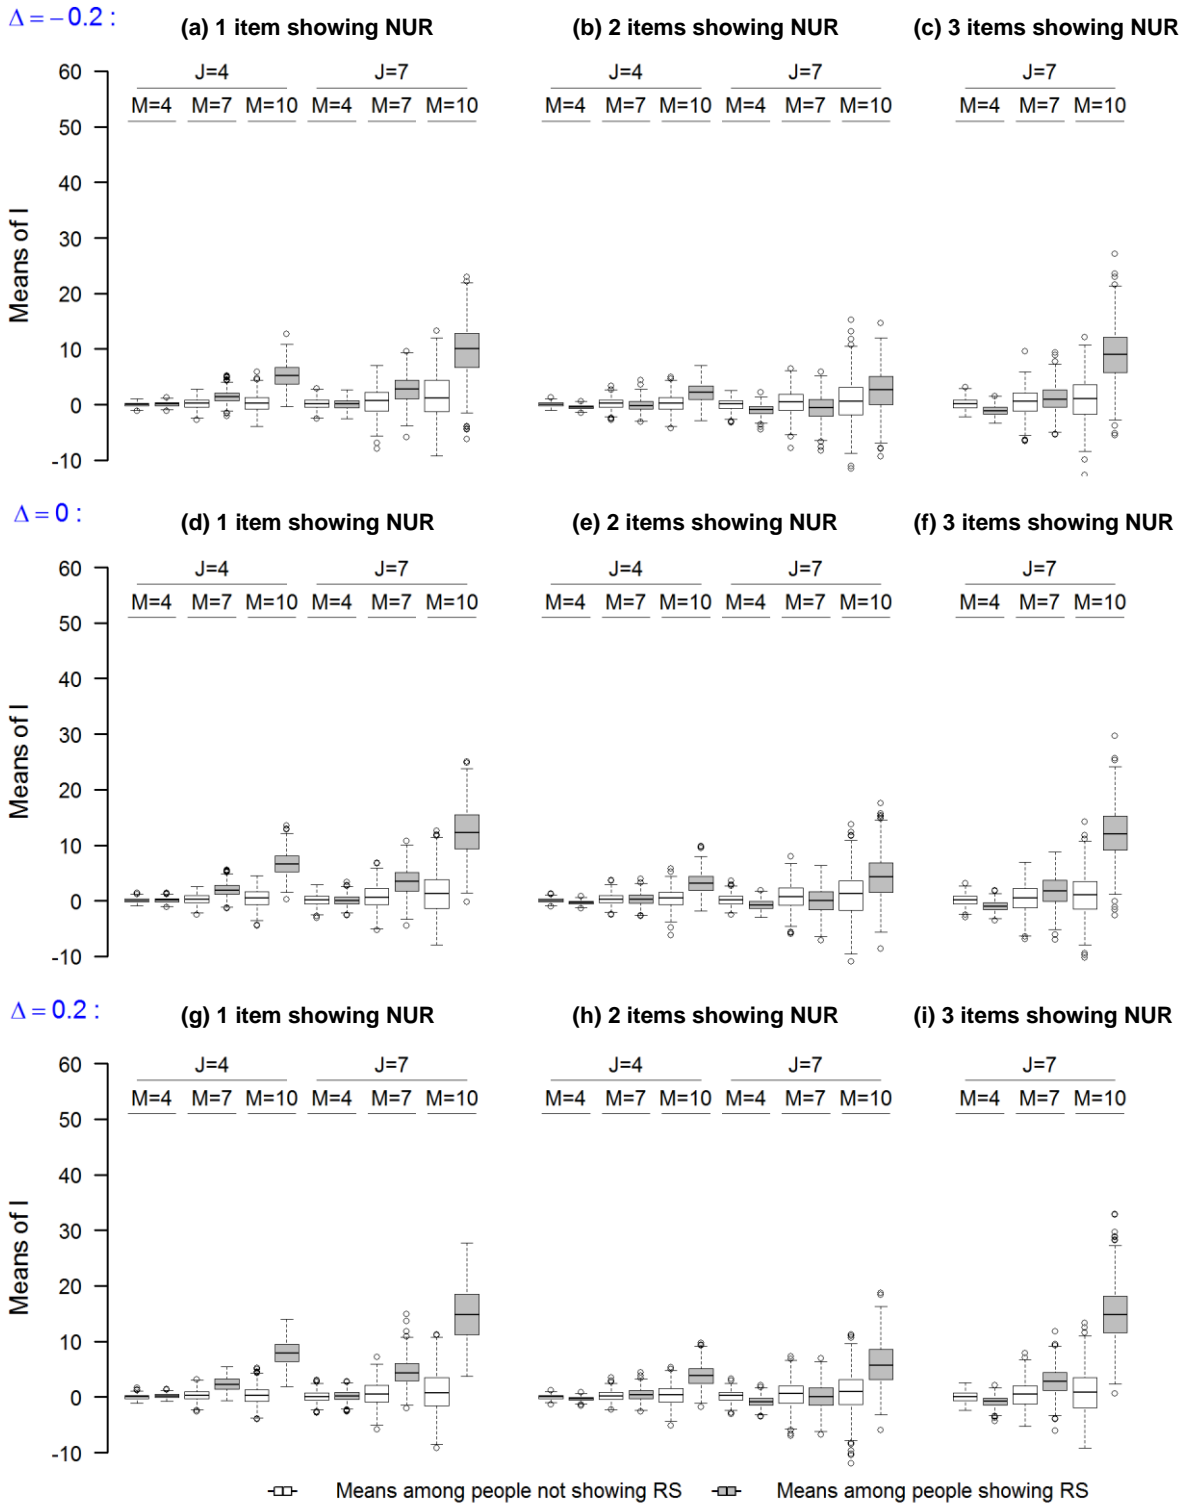 Δ = − 0.2 :
(a) 1 item showing NUR (b) 2 items showing NUR (c) 3 items showing NUR
J=4 J=7 J=4 J=7 J=7
M=4 M=7 M=10 M=4 M=7 M=10 M=4 M=7 M=10 M=4 M=7 M=10 M=4 M=7 M=10
60
50
40
30
20
10
0
-10
Means of I
Δ = 0 :
(d) 1 item showing NUR (e) 2 items showing NUR (f) 3 items showing NUR
J=4 J=7 J=4 J=7 J=7
M=4 M=7 M=10 M=4 M=7 M=10 M=4 M=7 M=10 M=4 M=7 M=10 M=4 M=7 M=10
60
50
40
30
20
10
0
-10
Means of I
Δ = 0.2 :
(g) 1 item showing NUR (h) 2 items showing NUR (i) 3 items showing NUR
J=4 J=7 J=4 J=7 J=7
M=4 M=7 M=10 M=4 M=7 M=10 M=4 M=7 M=10 M=4 M=7 M=10 M=4 M=7 M=10
60
50
40
30
20
10
0
-10
Means of I
Means among people not showing RS Means among people showing RS